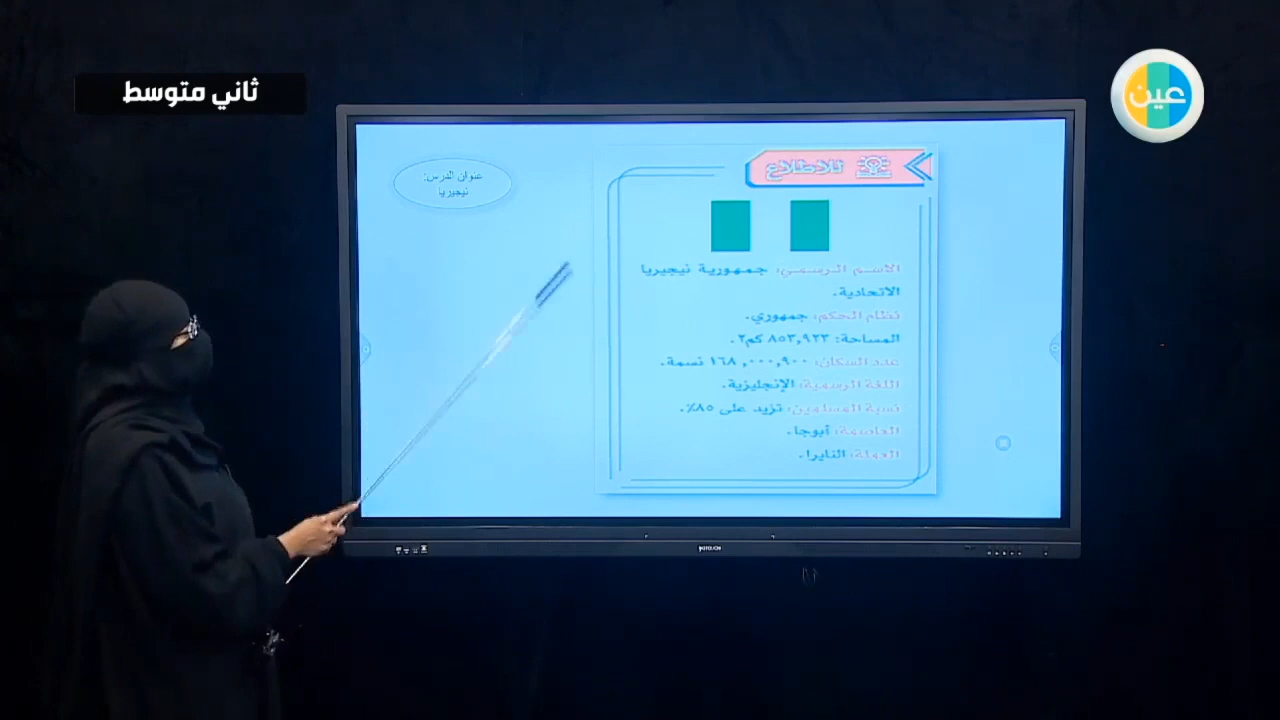 ثاني متوسط
عين
للاطلاع
عنوان الدرس:
نيجيريا
الاسم الرسمي: جمهورية نيجيريا
الاتحادية.
نظام الحكم: جمهوري.
المساحة: ٨٥٣,٩٢٣ كم٢.
عدد السكان: ١٦٨,٠٠٠,٩٠٠ نسمة.
اللغة الرسمية: الإنجليزية.
نسبة المسلمين: تزيد على ٨٥٪.
العاصمة: أبوجا.
العملة: النايرا.